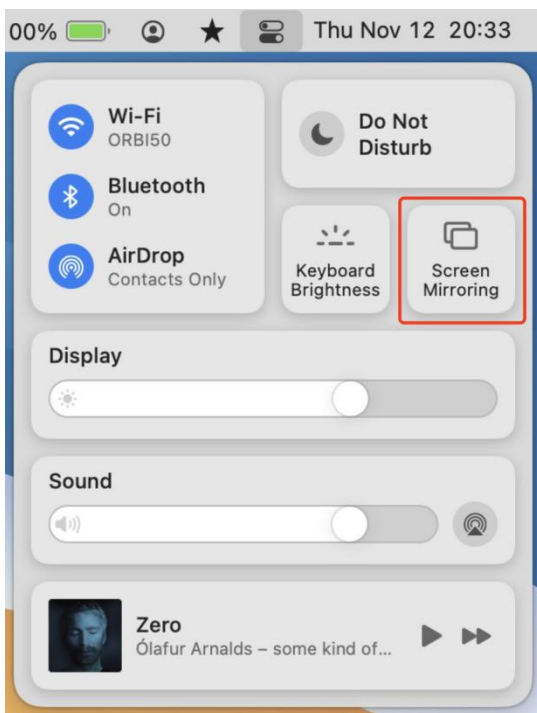 00%
Thu Nov 12 20:33
Wi-Fi
ORBI50
Bluetooth
On
AirDrop
Contacts Only
Do Not
Disturb
Keyboard
Brightness
Screen
Mirroring
Display
Sound
Zero
Ólafur Arnalds – some kind of...